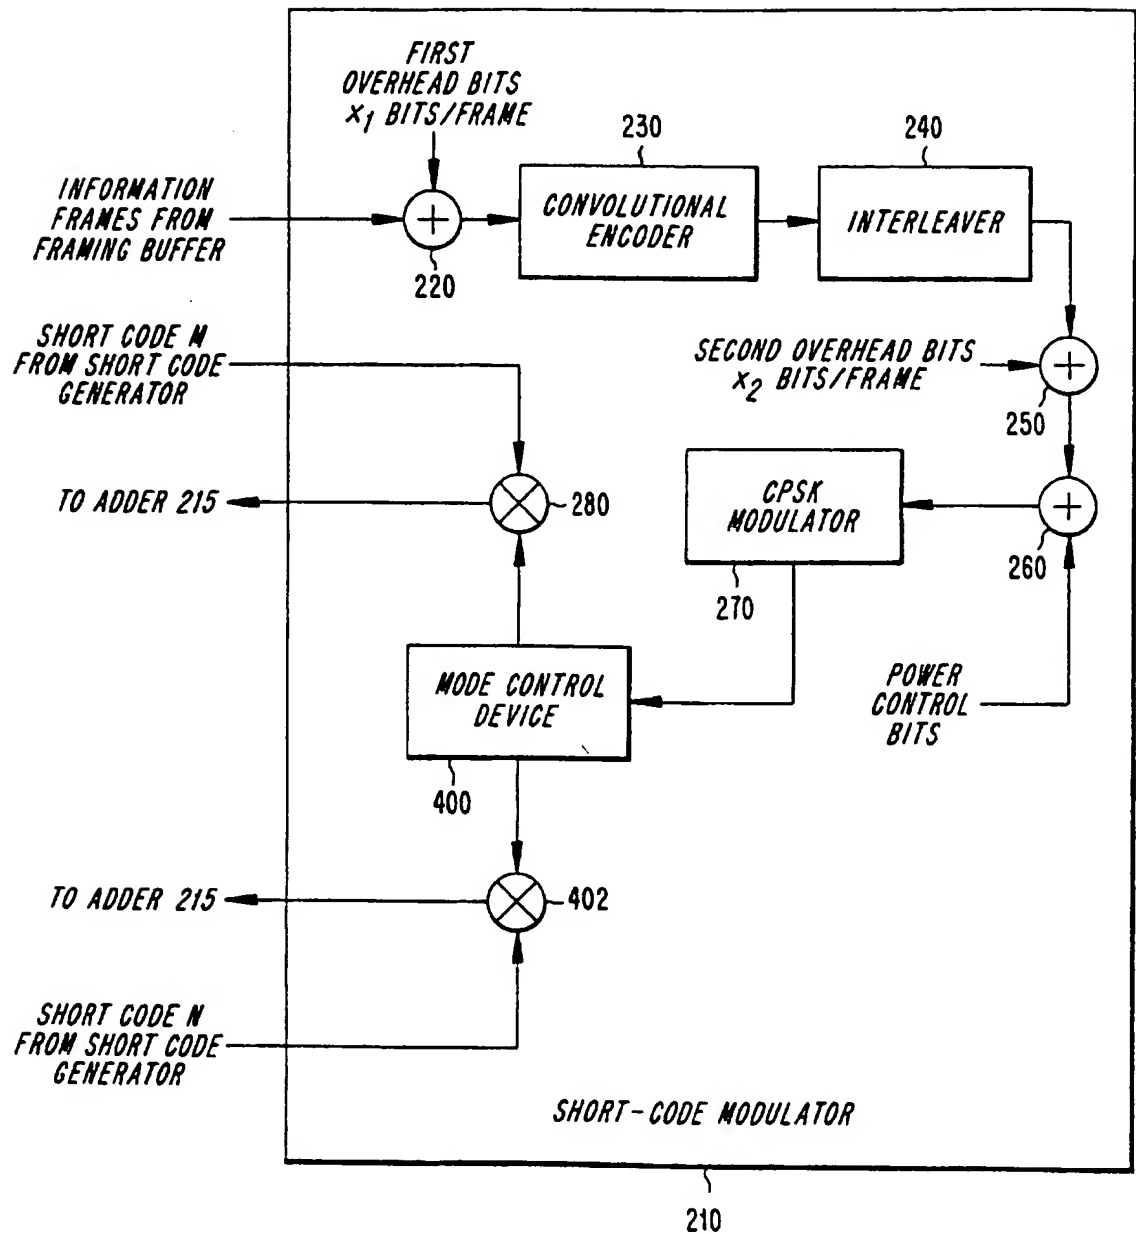 FIRST
OVERHEAD BITS
x1 BITS/FRAME
INFORMATION
FRAMES FROM
FRAMING BUFFER
220
230
CONVOLUTIONAL
ENCODER
240
INTERLEAVER
SHORT CODE M
FROM SHORT CODE
GENERATOR
SECOND OVERHEAD BITS
x2 BITS/FRAME
250
TO ADDER 215
280
CPSK
MODULATOR
270
260
MODE CONTROL
DEVICE
400
POWER
CONTROL
BITS
TO ADDER 215
402
SHORT CODE N
FROM SHORT CODE
GENERATOR
SHORT-CODE MODULATOR
210